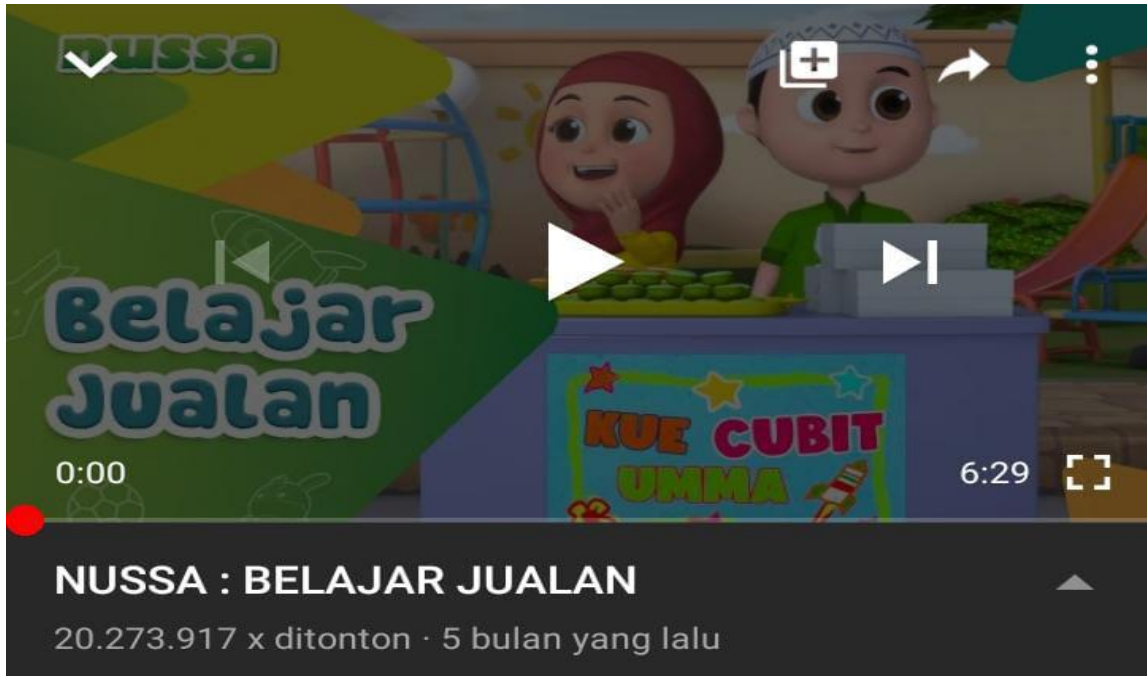 nussa
Belajar
Jualan
KUE CUBIT
UMMA
0:00
6:29
NUSSA : BELAJAR JUALAN
20.273.917 x ditonton · 5 bulan yang lalu